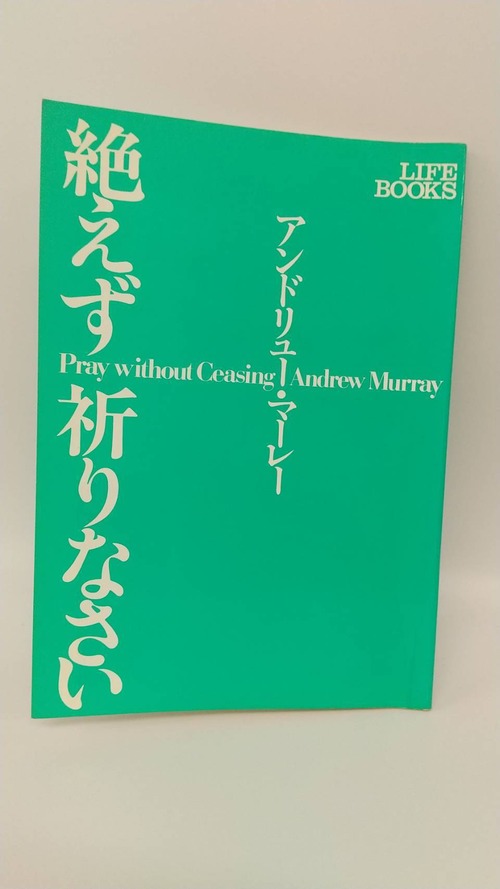 LIFE
BOOKS
絶えず祈りなさい
アンドリュー・マーレー
Pray without Ceasing Andrew Murray